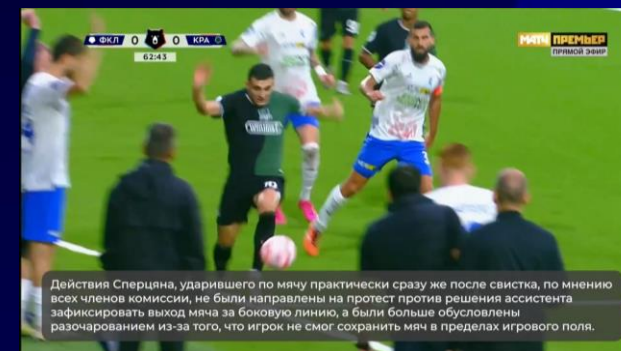 ФКЛ 0 0 КРА
62:43
МАТЧ ПРЕМЬЕР
ПРЯМОЙ ЭФИР
10
Действия Сперцяна, ударившего по мячу практически сразу же после свистка, по мнению
всех членов комиссии, не были направлены на протест против решения ассистента
зафиксировать выход мяча за боковую линию, а были больше обусловлены
разочарованием из-за того, что игрок не смог сохранить мяч в пределах игрового поля.